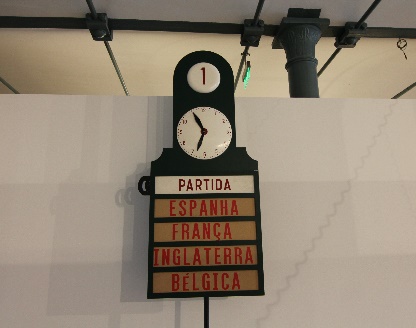 1
PARTIDA
ESPANHA
FRANÇA
INGLATERRA
BÉLGICA